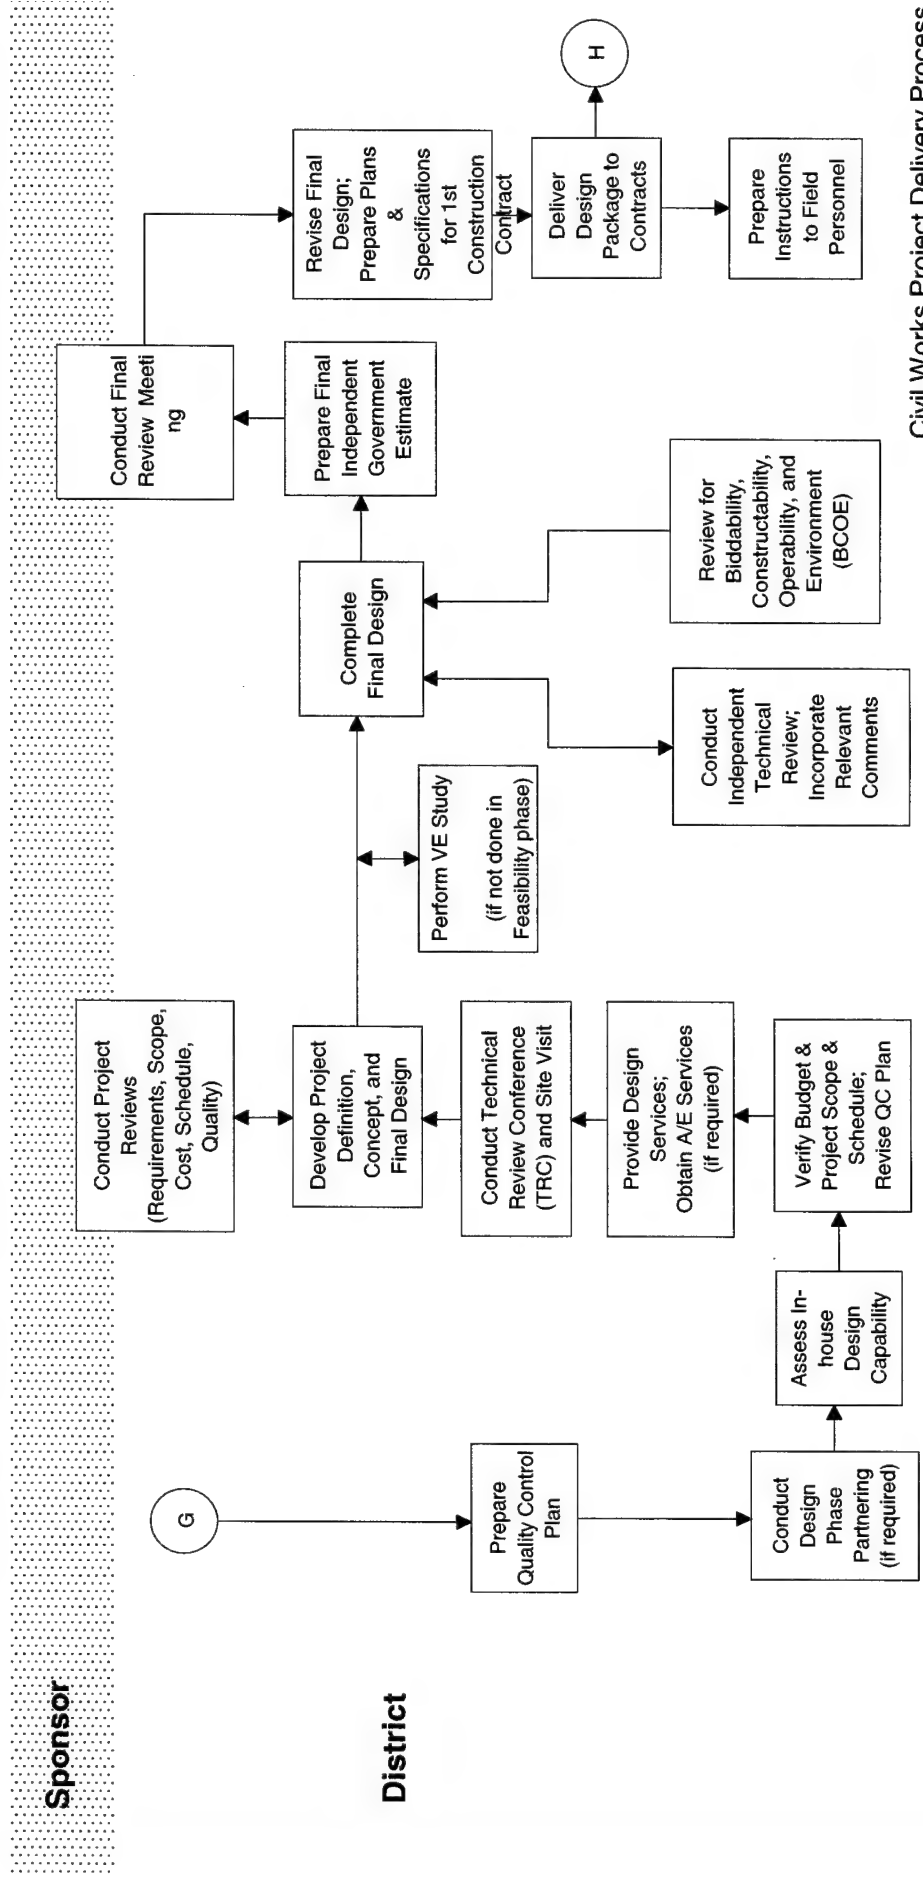 Sponsor
District
G
Prepare
Quality Control
Plan
Conduct
Design
Phase
Partnering
(if required)
Assess In-
house
Design
Capability
Verify Budget &
Project Scope &
Schedule;
Revise QC Plan
Provide Design
Services;
Obtain A/E Services
(if required)
Conduct Technical
Review Conference
(TRC) and Site Visit
Develop Project
Definition,
Concept, and
Final Design
Conduct Project
Reviews
(Requirements, Scope,
Cost, Schedule,
Quality)
Perform VE Study
(if not done in
Feasibility phase)
Complete
Final Design
Conduct
Independent
Technical
Review;
Incorporate
Relevant
Comments
Review for
Biddability,
Constructability,
Operability, and
Environment
(BCOE)
Prepare Final
Independent
Government
Estimate
Conduct Final
Review Meeti
ng
Revise Final
Design;
Prepare Plans
&
Specifications
for 1st
Construction
Contract
Deliver
Design
Package to
Contracts
H
Prepare
Instructions
to Field
Personnel
Civil Works Project Delivery Process